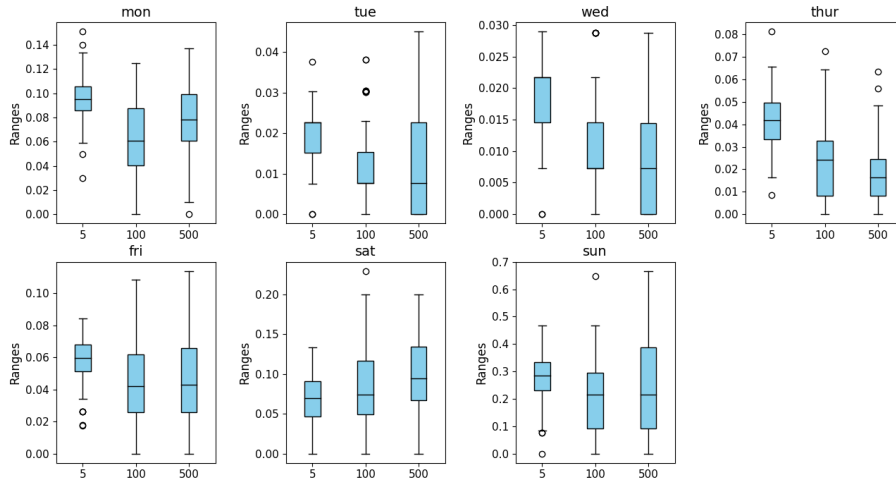 mon
Ranges
0.14
0.12
0.10
0.08
0.06
0.04
0.02
0.00
5 100 500
tue
Ranges
0.04
0.03
0.02
0.01
0.00
5 100 500
wed
Ranges
0.030
0.025
0.020
0.015
0.010
0.005
0.000
5 100 500
thur
Ranges
0.08
0.07
0.06
0.05
0.04
0.03
0.02
0.01
0.00
5 100 500
fri
Ranges
0.10
0.08
0.06
0.04
0.02
0.00
5 100 500
sat
Ranges
0.20
0.15
0.10
0.05
0.00
5 100 500
sun
Ranges
0.7
0.6
0.5
0.4
0.3
0.2
0.1
0.0
5 100 500